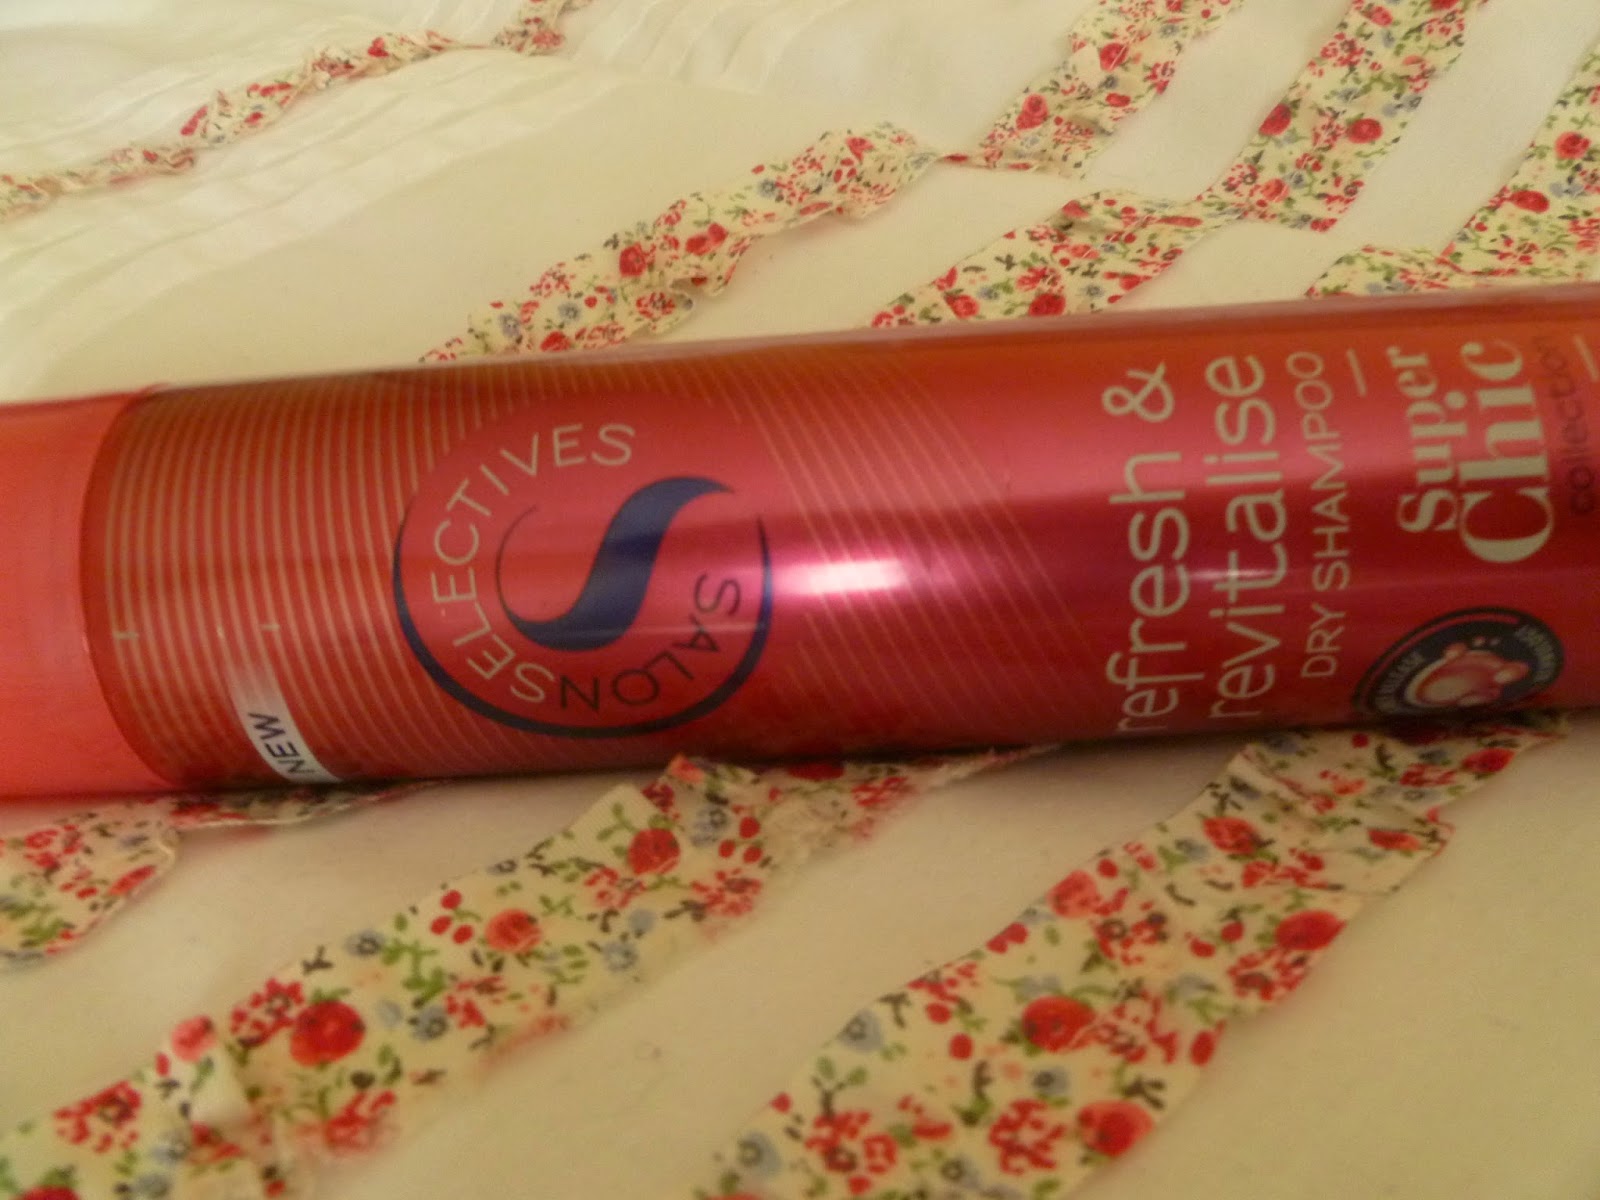 NEW
SALON SELECTIVES
refresh &
revitalise
DRY SHAMPOO
Super
Chic
collection